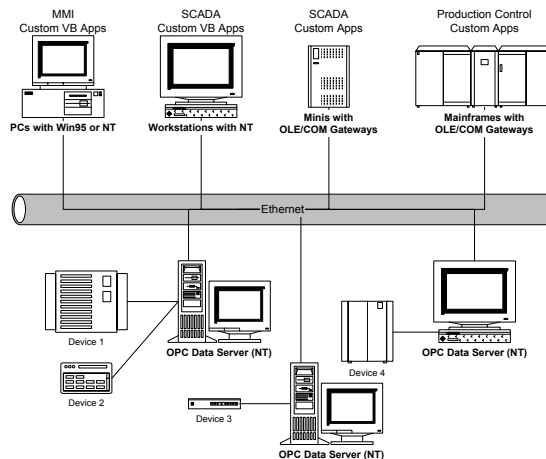 MMI
Custom VB Apps
SCADA
Custom VB Apps
SCADA
Custom Apps
Production Control
Custom Apps
PCs with Win95 or NT
Workstations with NT
Minis with
OLE/COM Gateways
Mainframes with
OLE/COM Gateways
Ethernet
Device 1
OPC Data Server (NT)
Device 4
OPC Data Server (NT)
Device 2
Device 3
OPC Data Server (NT)